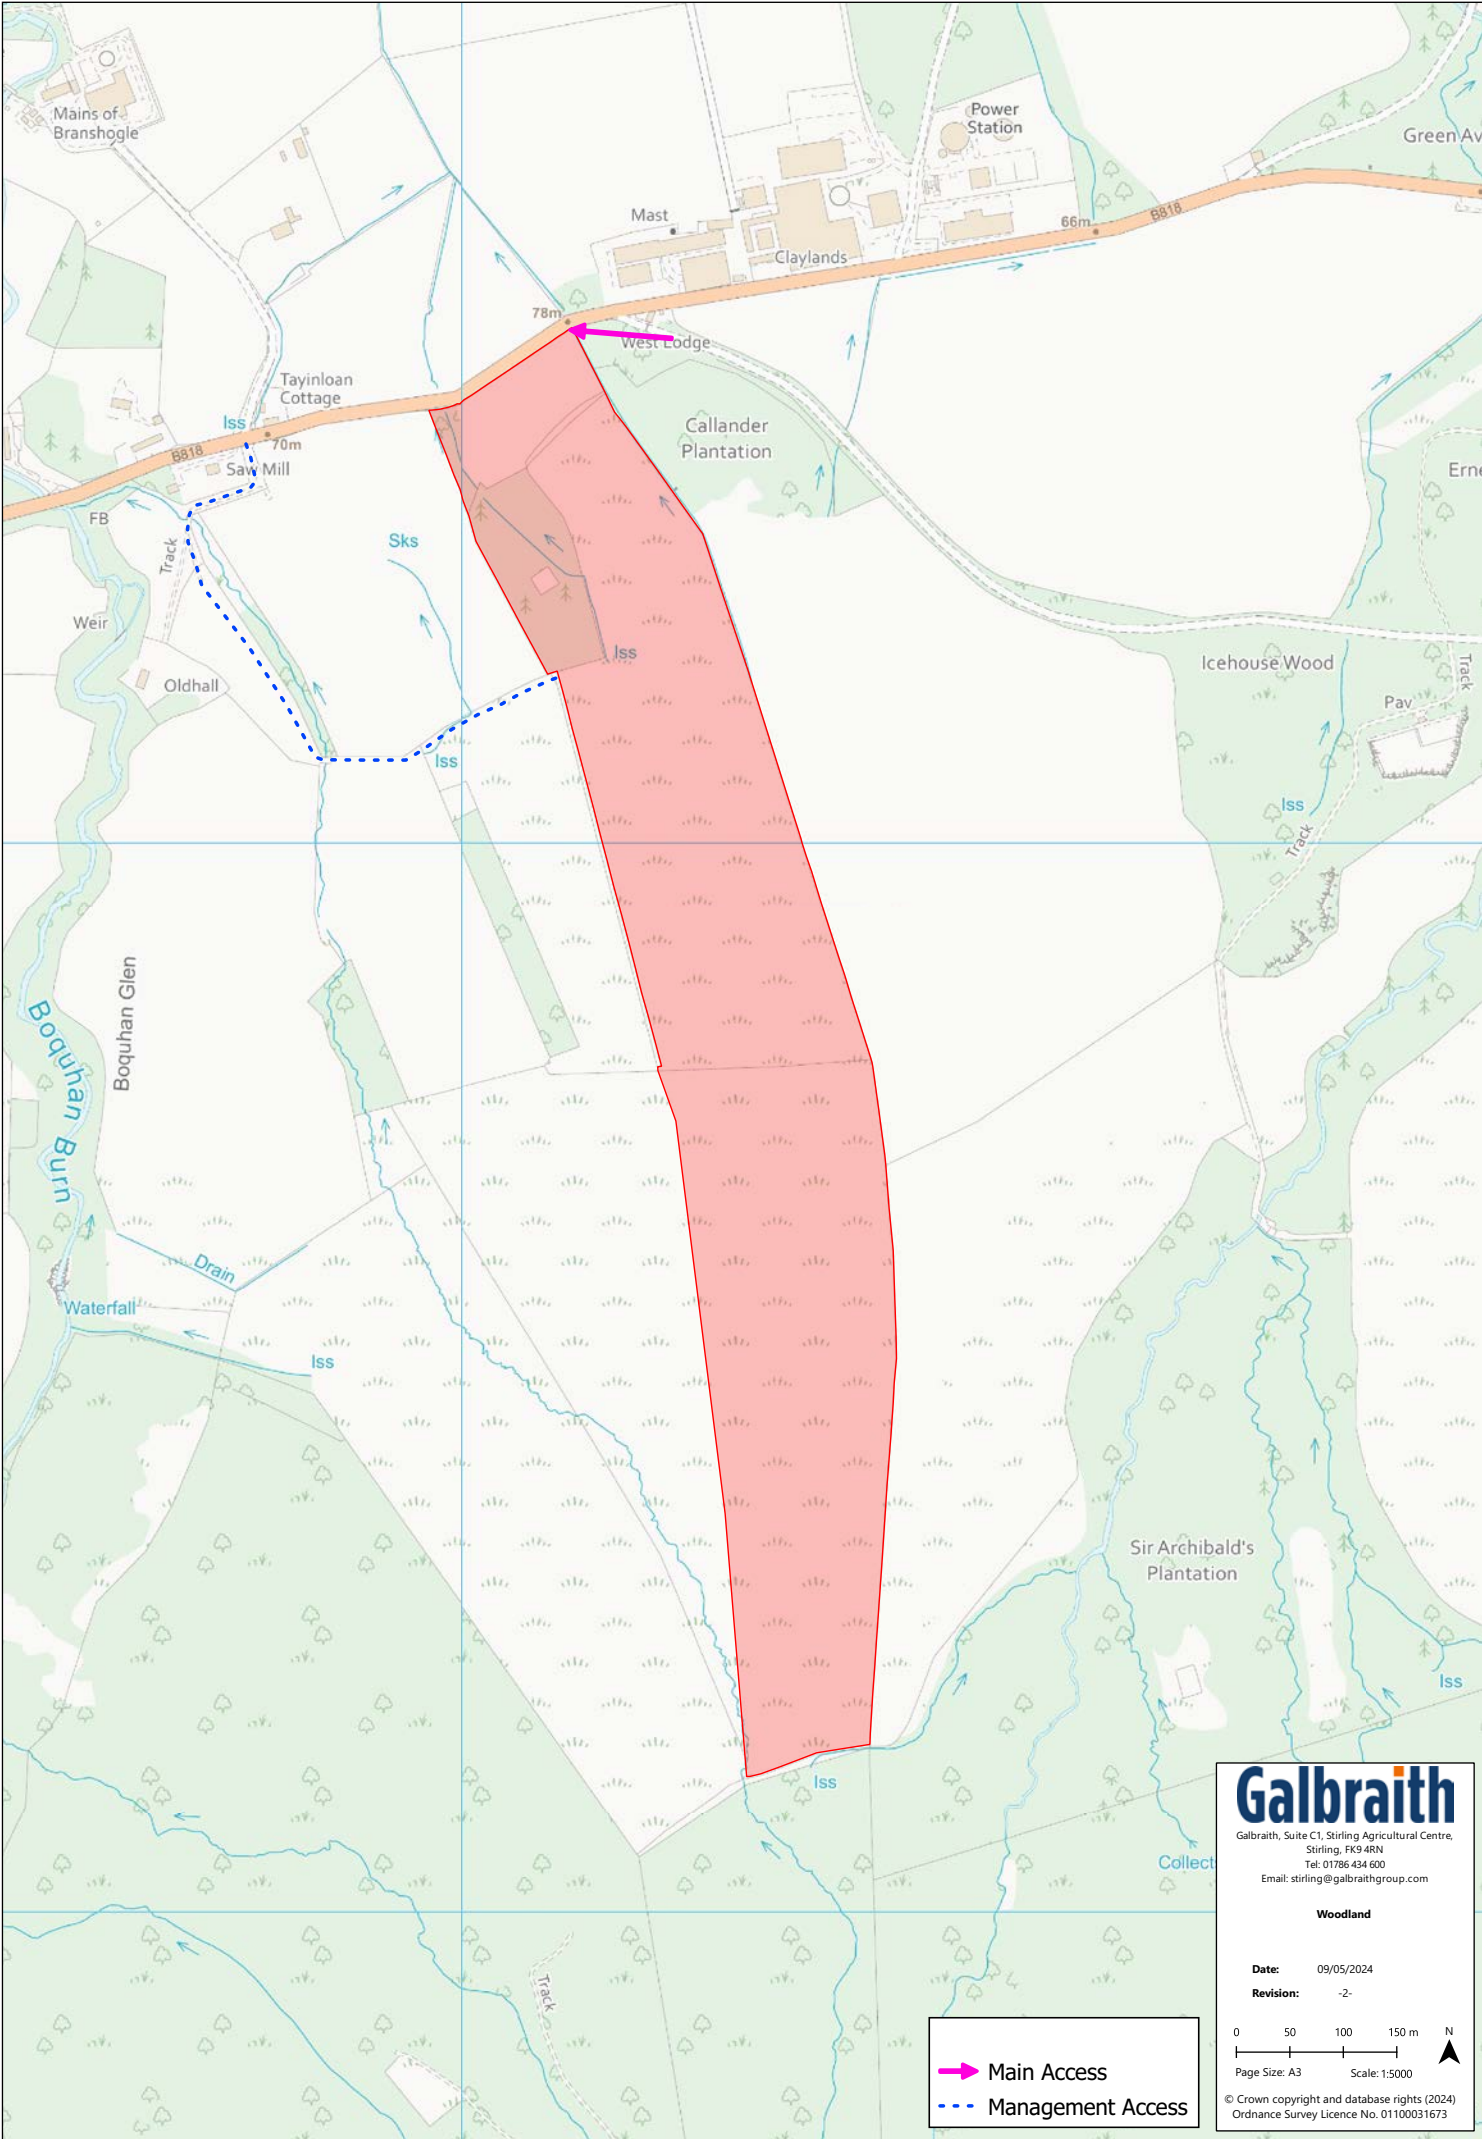 Mains of
Branshogle
Power
Station
Green Av
Mast
66m
B818
Claylands
78m
West Lodge
Tayinloan
Cottage
Iss
70m
B818
Saw Mill
Callander
Plantation
Erne
FB
Track
Sks
Weir
Iss
Oldhall
Icehouse Wood
Track
Pav
Iss
Iss
Track
Boquhan Glen
Boquhan Burn
Drain
Waterfall
Iss
Sir Archibald's
Plantation
Iss
Iss
Collect
Track
Galbraith
Galbraith, Suite C1, Stirling Agricultural Centre,
Stirling, FK9 4RN
Tel: 01786 434 600
Email: stirling@galbraithgroup.com
Woodland
Date: 09/05/2024
Revision: -2-
0 50 100 150 m N
Page Size: A3 Scale: 1:5000
© Crown copyright and database rights (2024)
Ordnance Survey Licence No. 01100031673
Main Access
Management Access